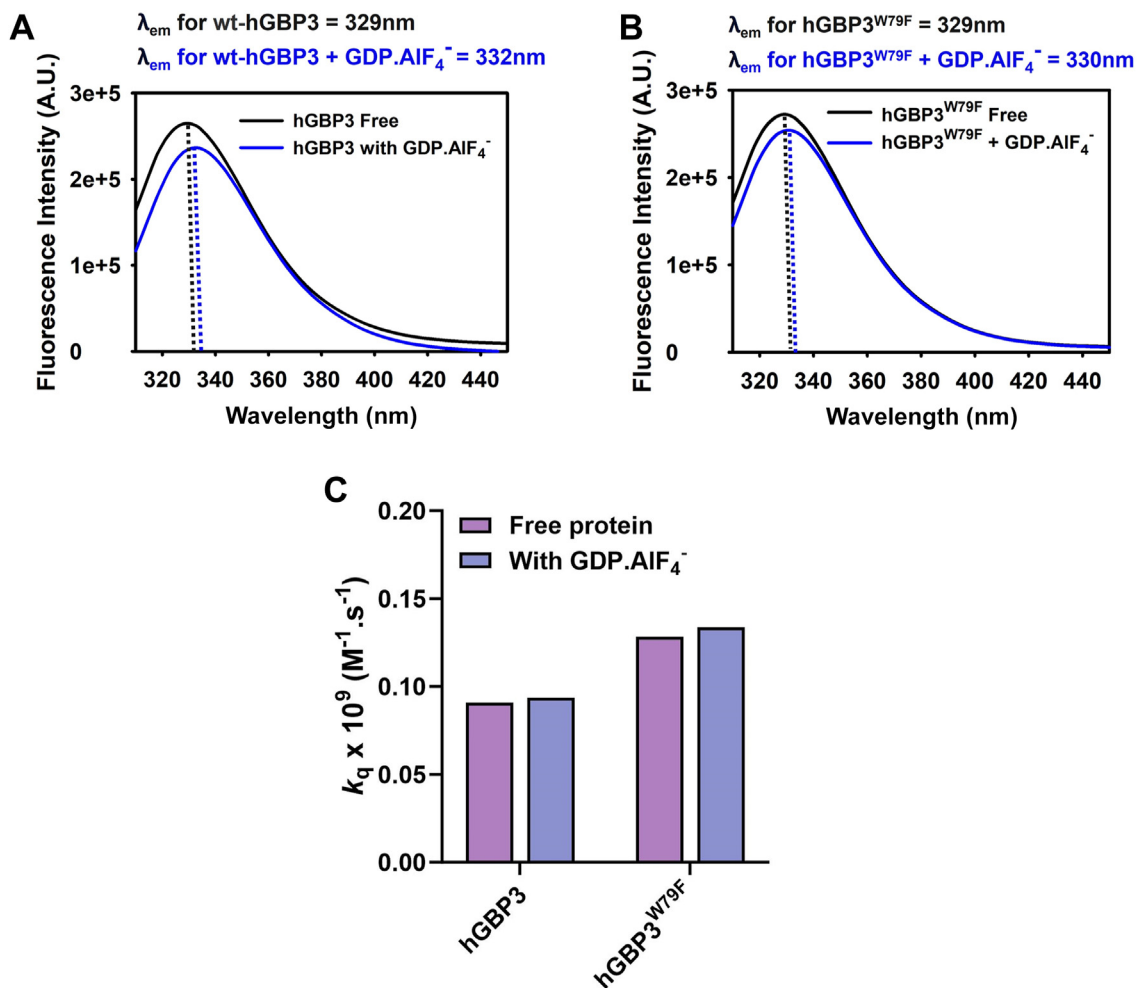 A
λem for wt-hGBP3 = 329nm
λem for wt-hGBP3 + GDP.AlF4- = 332nm
Fluorescence Intensity (A.U.)
3e+5
2e+5
1e+5
0
hGBP3 Free
hGBP3 with GDP.AlF4-
320 340 360 380 400 420 440
Wavelength (nm)
B
λem for hGBP3W79F = 329nm
λem for hGBP3W79F + GDP.AlF4- = 330nm
Fluorescence Intensity (A.U.)
3e+5
2e+5
1e+5
0
hGBP3W79F Free
hGBP3W79F + GDP.AlF4-
320 340 360 380 400 420 440
Wavelength (nm)
C
kq x 10^9 (M-1.s-1)
0.20
0.15
0.10
0.05
0.00
Free protein
With GDP.AlF4-
hGBP3
hGBP3W79F